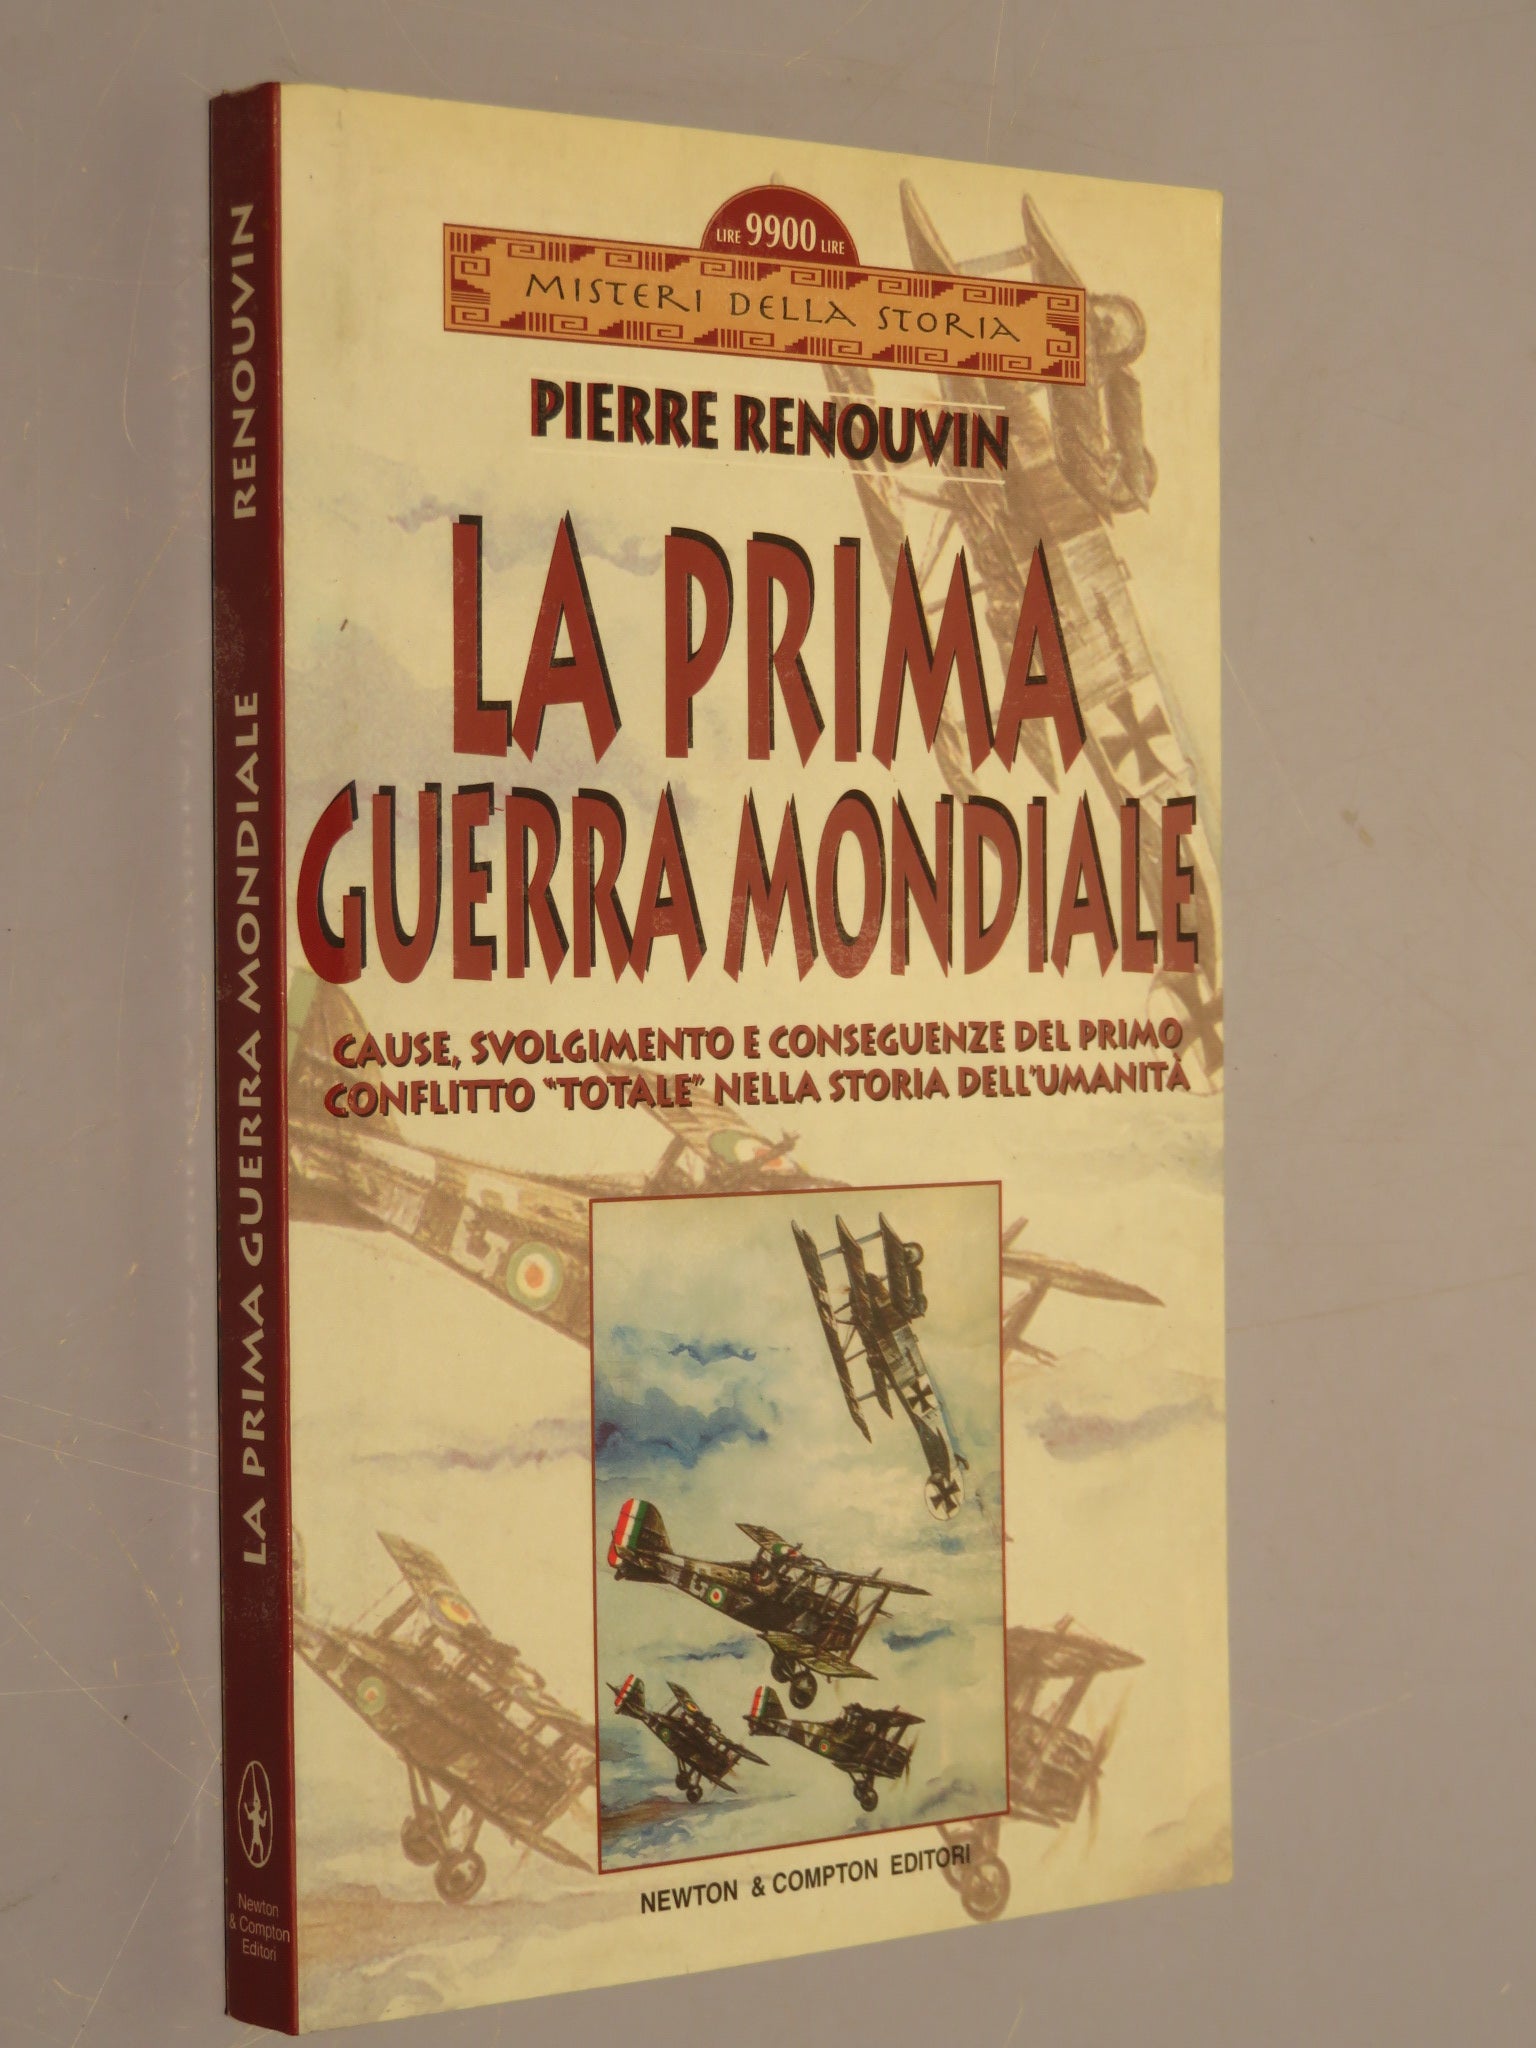 LIRE 9900 LIRE
MISTERI DELLA STORIA
PIERRE RENOUVIN
LA PRIMA
GUERRA MONDIALE
CAUSE, SVOLGIMENTO E CONSEGUENZE DEL PRIMO
CONFLITTO "TOTALE" NELLA STORIA DELL'UMANITÀ
NEWTON & COMPTON EDITORI
LA PRIMA GUERRA MONDIALE RENOUVIN
Newton
& Compton
Editori